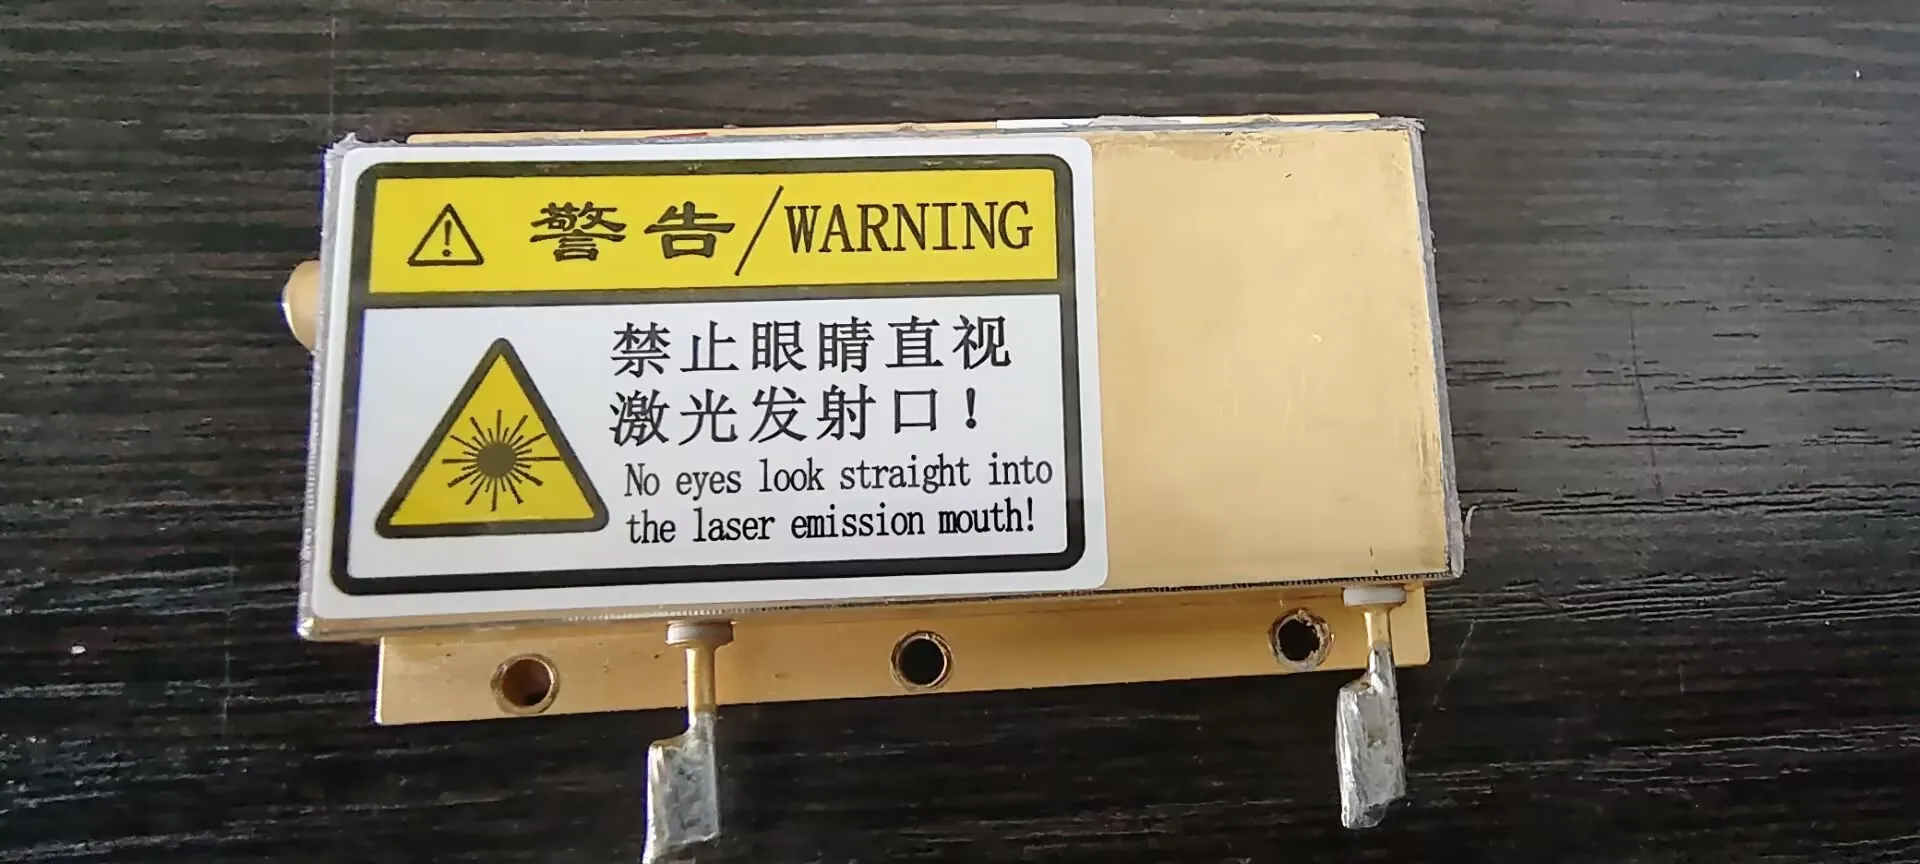 警告/WARNING
禁止眼睛直视
激光发射口!
No eyes look straight into
the laser emission mouth!